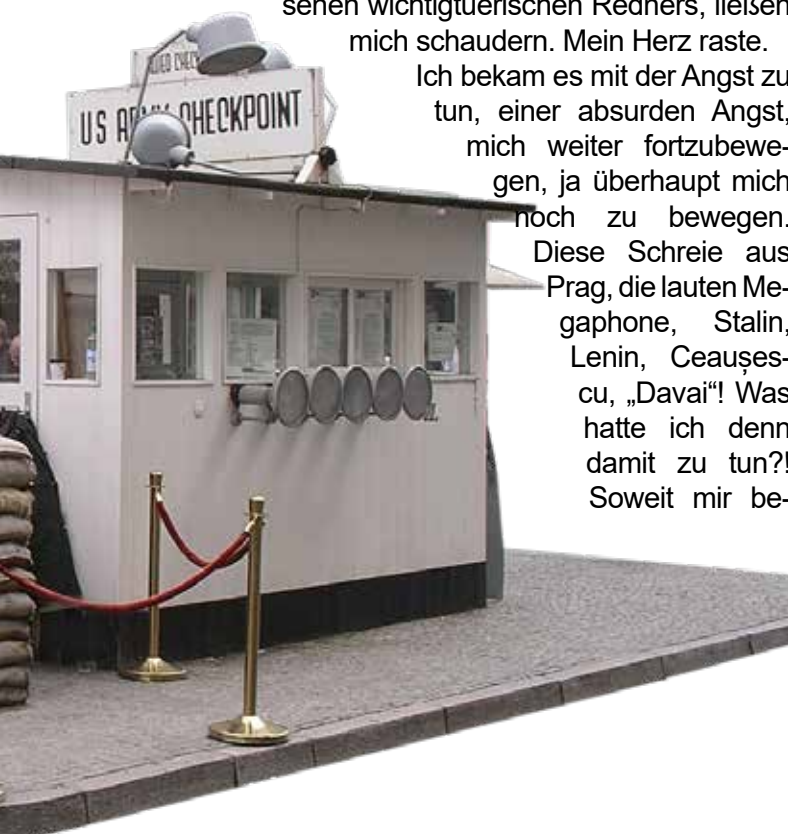 wichtigtuerischen Redners, ließen
mich schaudern. Mein Herz raste.
Ich bekam es mit der Angst zu
tun, einer absurden Angst,
mich weiter fortzubewe-
gen, ja überhaupt mich
noch zu bewegen.
Diese Schreie aus
Prag, die lauten Me-
gaphone, Stalin,
Lenin, Ceaușes-
cu, „Davai“! Was
hatte ich denn
damit zu tun?!
Soweit mir be-
US ARMY CHECKPOINT